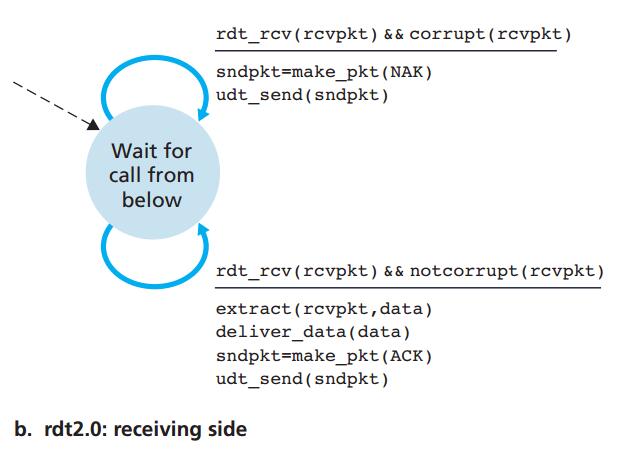 rdt_rcv(rcvpkt) && corrupt(rcvpkt)
sndpkt=make_pkt(NAK)
udt_send(sndpkt)
Wait for
call from
below
rdt_rcv(rcvpkt) && notcorrupt(rcvpkt)
extract(rcvpkt,data)
deliver_data(data)
sndpkt=make_pkt(ACK)
udt_send(sndpkt)
b. rdt2.0: receiving side